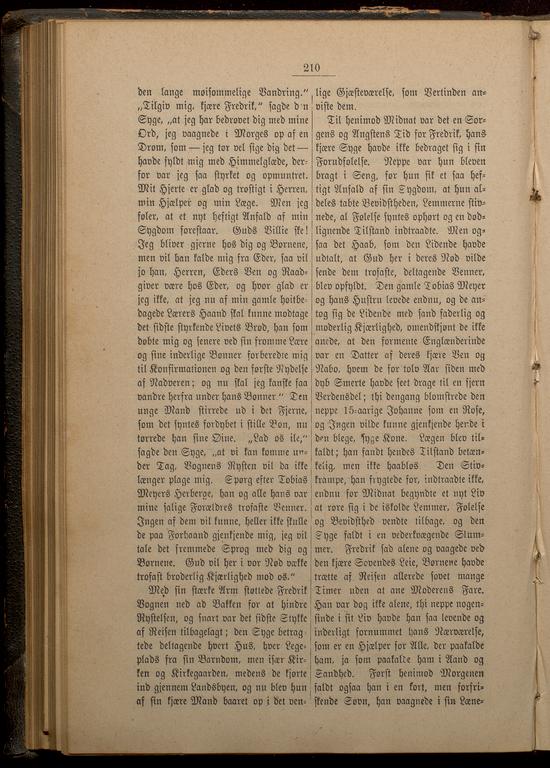 210
den lange møisommelige Vandring."
„Tilgiv mig, kjære Fredrik," sagde d n
Syge, „at jeg har bedrøvet dig med mine
Ord, jeg vaagnede i Morges op af en
Drøm, som — jeg tør vel sige dig det —
havde fyldt mig med Himmelglæde, der-
for var jeg saa styrket og opmuntret.
Mit Hjerte er glad og trøstigt i Herren,
min Hjælper og min Læge. Men jeg
føler, at et nyt heftigt Anfald af min
Sygdom forestaar. Guds Villie ske!
Jeg bliver gjerne hos dig og Børnene,
men vil han kalde mig fra Eder, saa vil
jo han, Herren, Eders Ven og Raad-
giver være hos Eder, og hvor glad er
jeg ikke, at jeg nu af min gamle høitbe-
dagede Lærers Haand skal kunne modtage
det sidste styrkende Livets Brød, han som
døbte mig og senere ved sin fromme Lære
og sine inderlige Bønner forberedte mig
til Konfirmationen og den første Nydelse
af Nadveren; og nu skal jeg kanske faa
vandre herfra under hans Bønner." Den
unge Mand stirrede ud i det Fjerne,
som det syntes fordybet i stille Bøn, nu
tørrede han sine Øine. „Lad os ile,"
sagde den Syge, „at vi kan komme un-
der Tag. Vognens Rysten vil da ikke
længer plage mig. Spørg efter Tobias
Meyers Herberge, han og alle hans var
mine salige Forældres trofaste Venner.
Ingen af dem vil kunne, heller ikke skulle
de paa Forhaand gjenkjende mig, jeg vil
tale det fremmede Sprog med dig og
Børnene. Gud vil her i vor Nød vække
trofast broderlig Kjærlighed mod os."
Med sin stærke Arm støttede Fredrik
Vognen ned ad Bakken for at hindre
Rystelsen, og snart var det sidste Stykke
af Reisen tilbagelagt; den Syge betrag-
tede deltagende hvert Hus, hver Lege-
plads fra sin Barndom, men især Kir-
ken og Kirkegaarden, medens de kjørte
ind gjennem Landsbyen, og nu blev hun
af sin kjære Mand baaret op i det ven-
lige Gjæsteværelse, som Vertinden an-
viste dem.
Til henimod Midnat var det en Sor-
gens og Angstens Tid for Fredrik, hans
kjære Syge havde ikke bedraget sig i sin
Forudfølelse. Neppe var hun bleven
bragt i Seng, før hun fik et saa hef-
tigt Anfald af sin Sygdom, at hun al-
deles tabte Bevidstheden, Lemmerne stiv-
nede, al Følelse syntes ophørt og en død-
lignende Tilstand indtraadte. Men og-
saa det Haab, som den Lidende havde
udtalt, at Gud her i deres Nød vilde
sende dem trofaste, deltagende Venner,
blev opfyldt. Den gamle Tobias Meyer
og hans Hustru levede endnu, og de an-
tog sig de Lidende med sand faderlig og
moderlig Kjærlighed, omendskjønt de ikke
anede, at den formente Englænderinde
var en Datter af deres kjære Ven og
Nabo, hvem de for tolv Aar siden med
dyb Smerte havde seet drage til en fjern
Verdensdel; thi dengang blomstrede den
neppe 15-aarige Johanne som en Rose,
og Ingen vilde kunne gjenkjende hende i
den blege, syge Kone. Lægen blev til-
kaldt; han fandt hendes Tilstand betæn-
kelig, men ikke haabløs Den Stiv-
krampe, han frygtede for, indtraadte ikke,
endnu før Midnat begyndte et nyt Liv
at røre sig i de iskolde Lemmer. Følelse
og Bevidsthed vendte tilbage, og den
Syge faldt i en vederkvægende Slum-
mer. Fredrik sad alene og vaagede ved
den kjære Sovendes Leie, Børnene havde
trætte af Reisen allerede sovet mange
Timer uden at ane Moderens Fare.
Han var dog ikke alene, thi neppe nogen-
sinde i sit Liv havde han saa levende og
inderligt fornummet hans Nærværelse,
som er en Hjælper for Alle, der paakalde
ham, ja som paakalde ham i Aand og
Sandhed. Først henimod Morgenen
faldt ogsaa han i en kort, men forfri-
skende Søvn, han vaagnede i sin Læne-